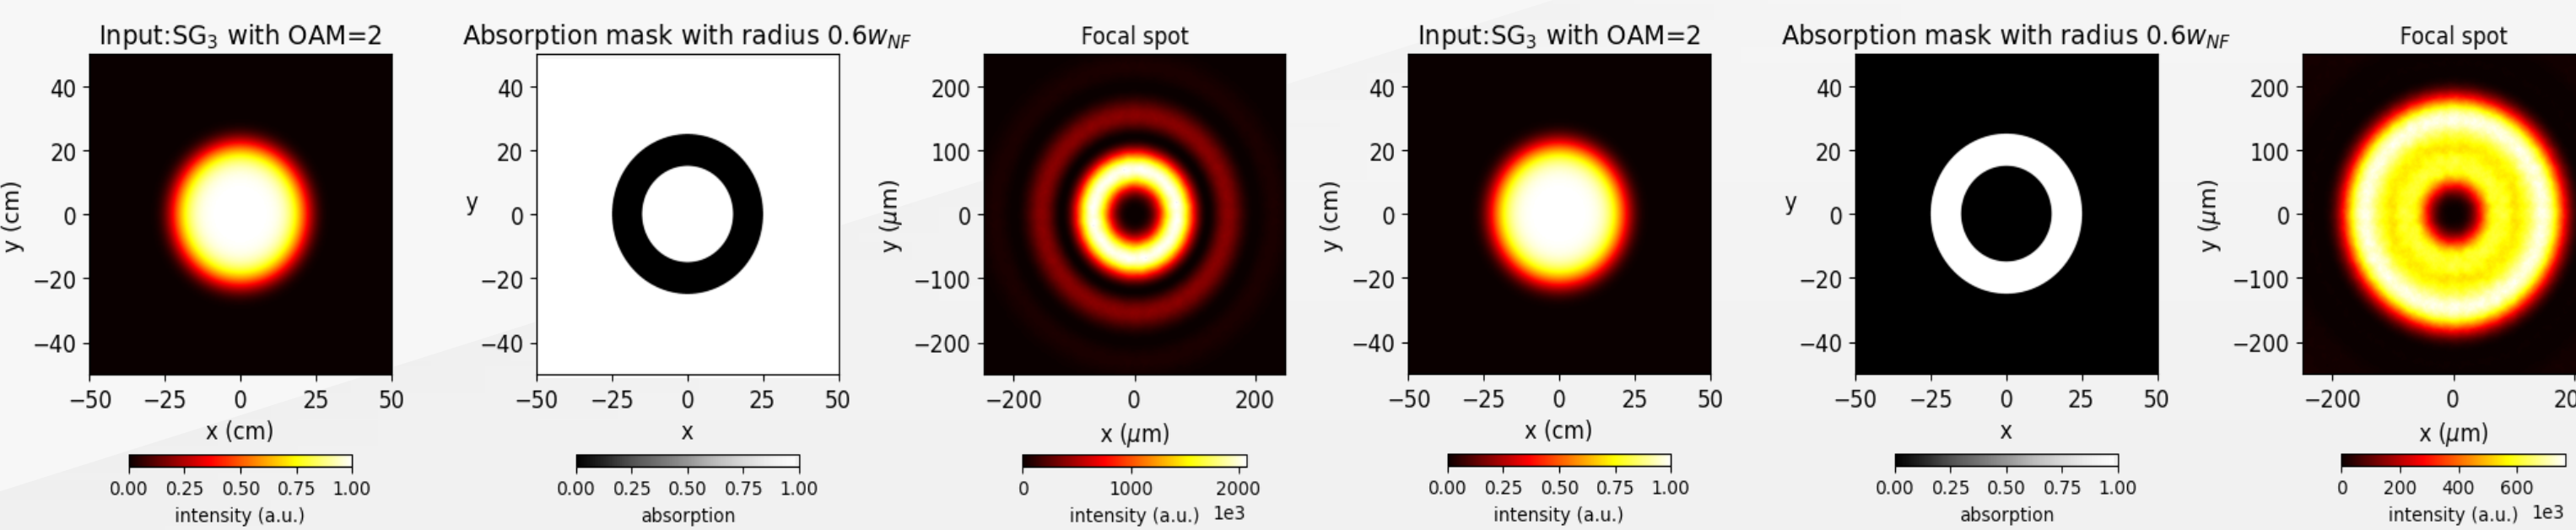 Input:SG₃ with OAM=2
40
20
0
−20
−40
y (cm)
−50 −25 0 25 50
x (cm)
0.00 0.25 0.50 0.75 1.00
intensity (a.u.)
Absorption mask with radius 0.6w_NF
40
20
0
−20
−40
y
−50 −25 0 25 50
x
0.00 0.25 0.50 0.75 1.00
absorption
Focal spot
200
100
0
−100
−200
y (μm)
−200 0 200
x (μm)
0 1000 2000
intensity (a.u.) 1e3
Input:SG₃ with OAM=2
40
20
0
−20
−40
y (cm)
−50 −25 0 25 50
x (cm)
0.00 0.25 0.50 0.75 1.00
intensity (a.u.)
Absorption mask with radius 0.6w_NF
40
20
0
−20
−40
y
−50 −25 0 25 50
x
0.00 0.25 0.50 0.75 1.00
absorption
Focal spot
200
100
0
−100
−200
y (μm)
−200 0 20
x (μm)
0 200 400 600
intensity (a.u.) 1e3